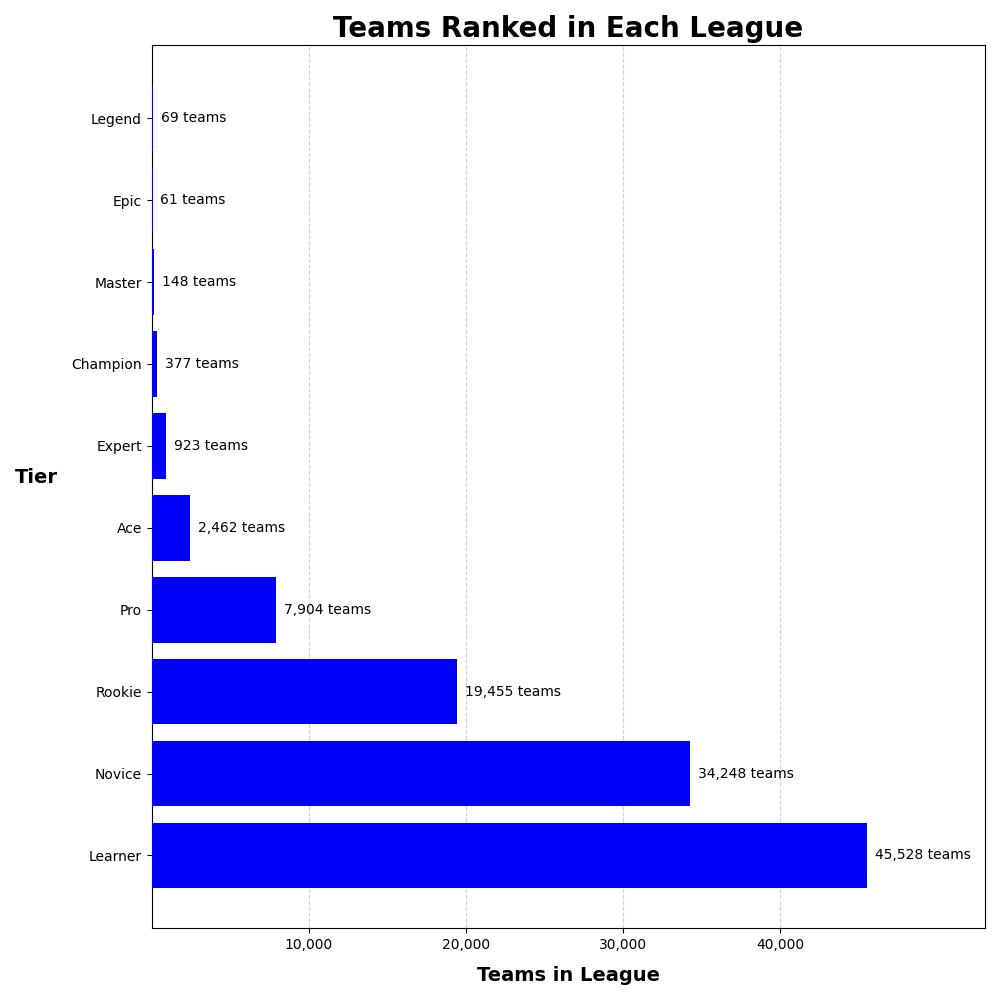 Teams Ranked in Each League
Legend 69 teams
Epic 61 teams
Master 148 teams
Champion 377 teams
Expert 923 teams
Tier
Ace 2,462 teams
Pro 7,904 teams
Rookie 19,455 teams
Novice 34,248 teams
Learner 45,528 teams
10,000 20,000 30,000 40,000
Teams in League